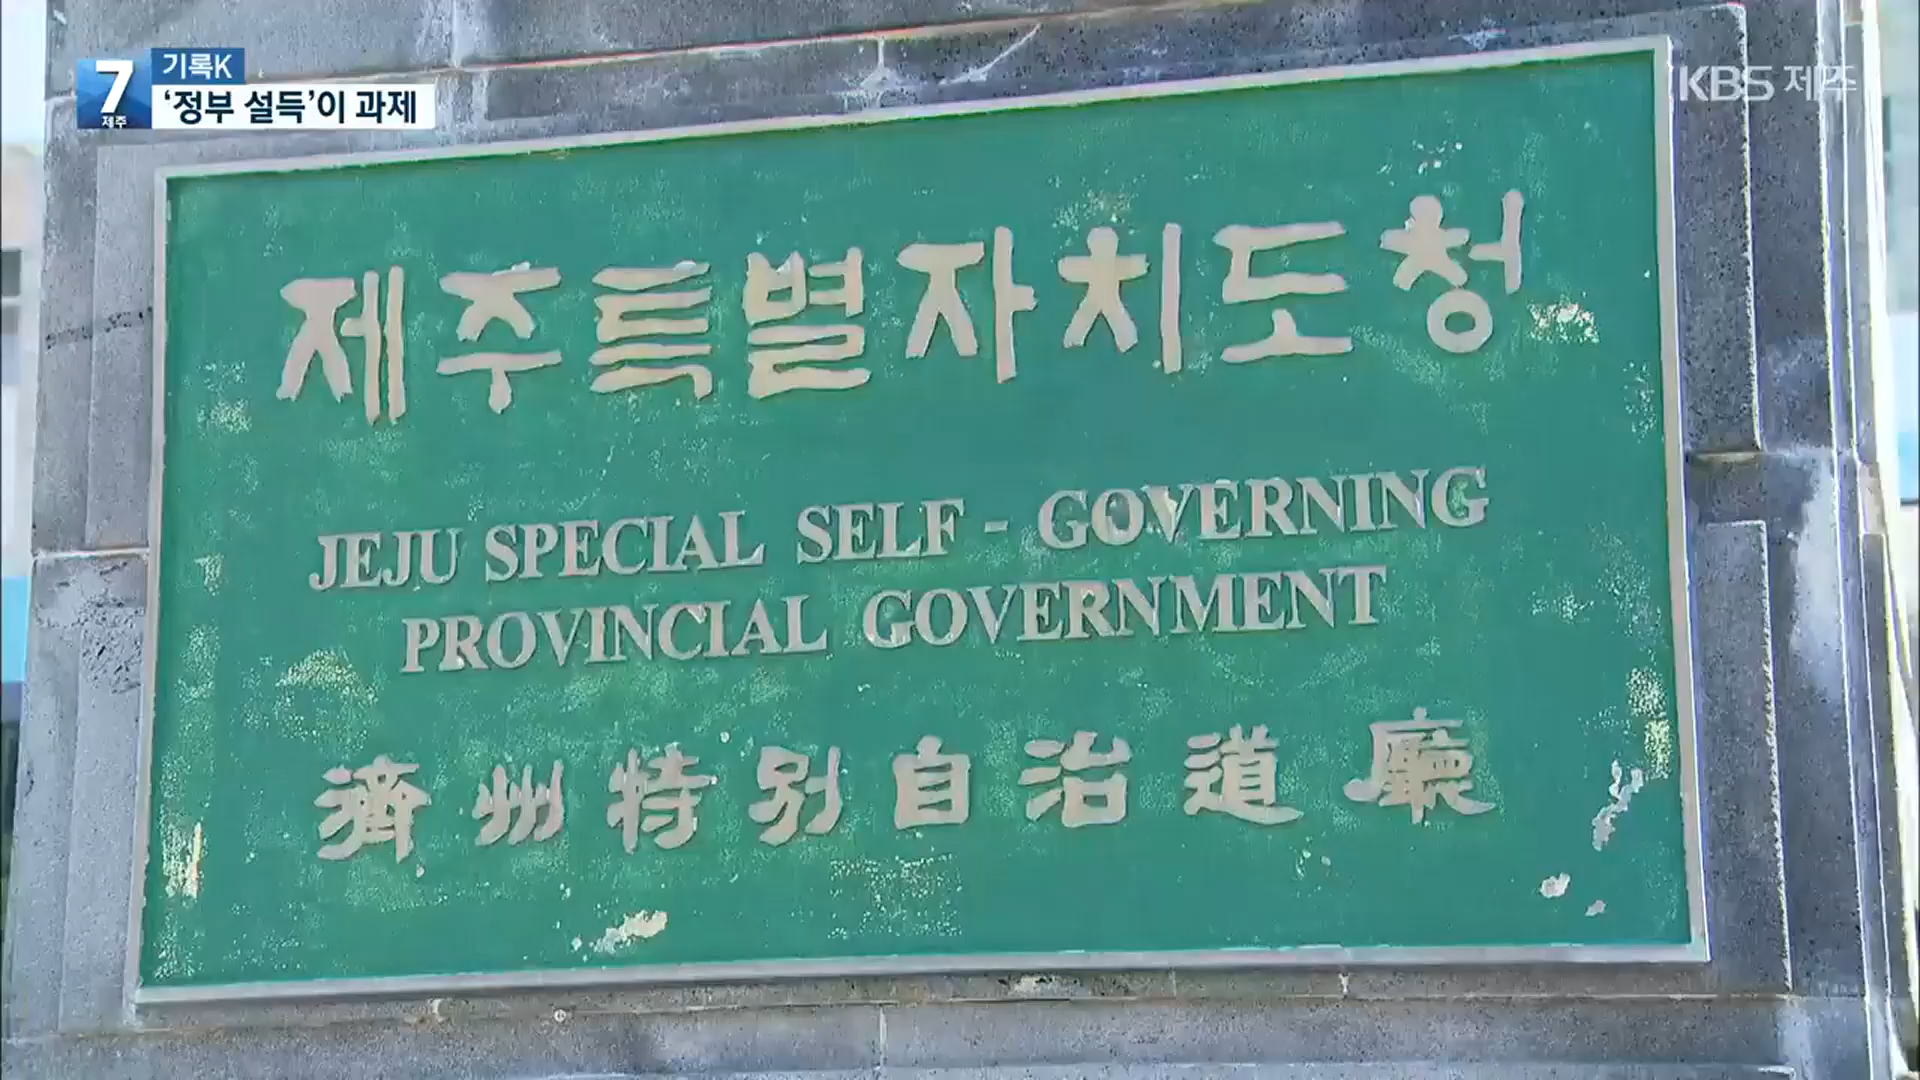 7 제주
기록K
‘정부 설득’이 과제
KBS 제주
제주특별자치도청
JEJU SPECIAL SELF - GOVERNING
PROVINCIAL GOVERNMENT
濟州特別自治道廳